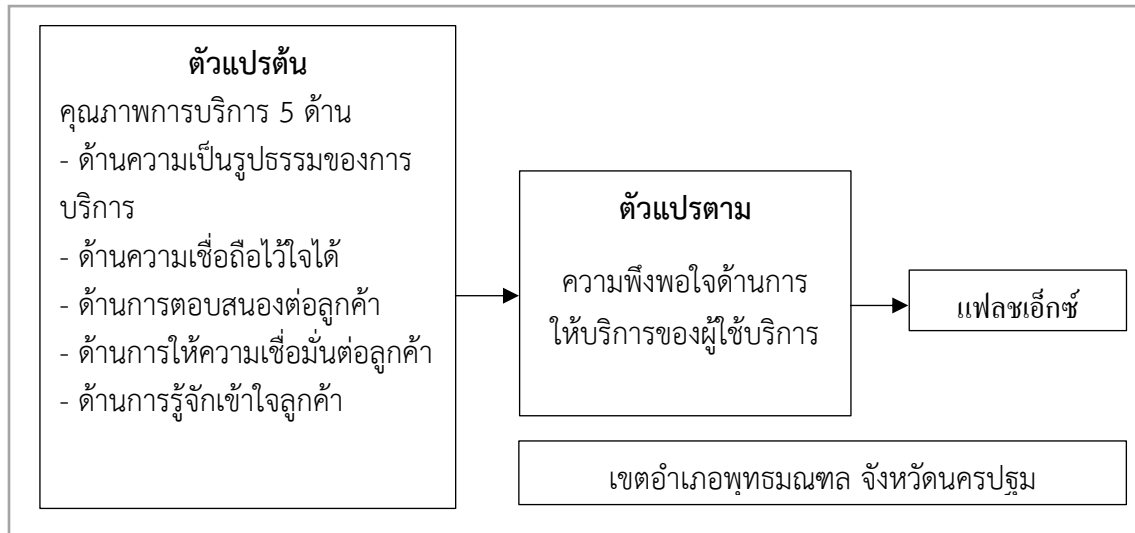 ตัวแปรต้น
คุณภาพการบริการ 5 ด้าน
- ด้านความเป็นรูปธรรมของการ
บริการ
- ด้านความเชื่อถือไว้ใจได้
- ด้านการตอบสนองต่อลูกค้า
- ด้านการให้ความเชื่อมั่นต่อลูกค้า
- ด้านการรู้จักเข้าใจลูกค้า
ตัวแปรตาม
ความพึงพอใจด้านการ
ให้บริการของผู้ใช้บริการ
แฟลชเอ็กซ์
เขตอำเภอพุทธมณฑล จังหวัดนครปฐม